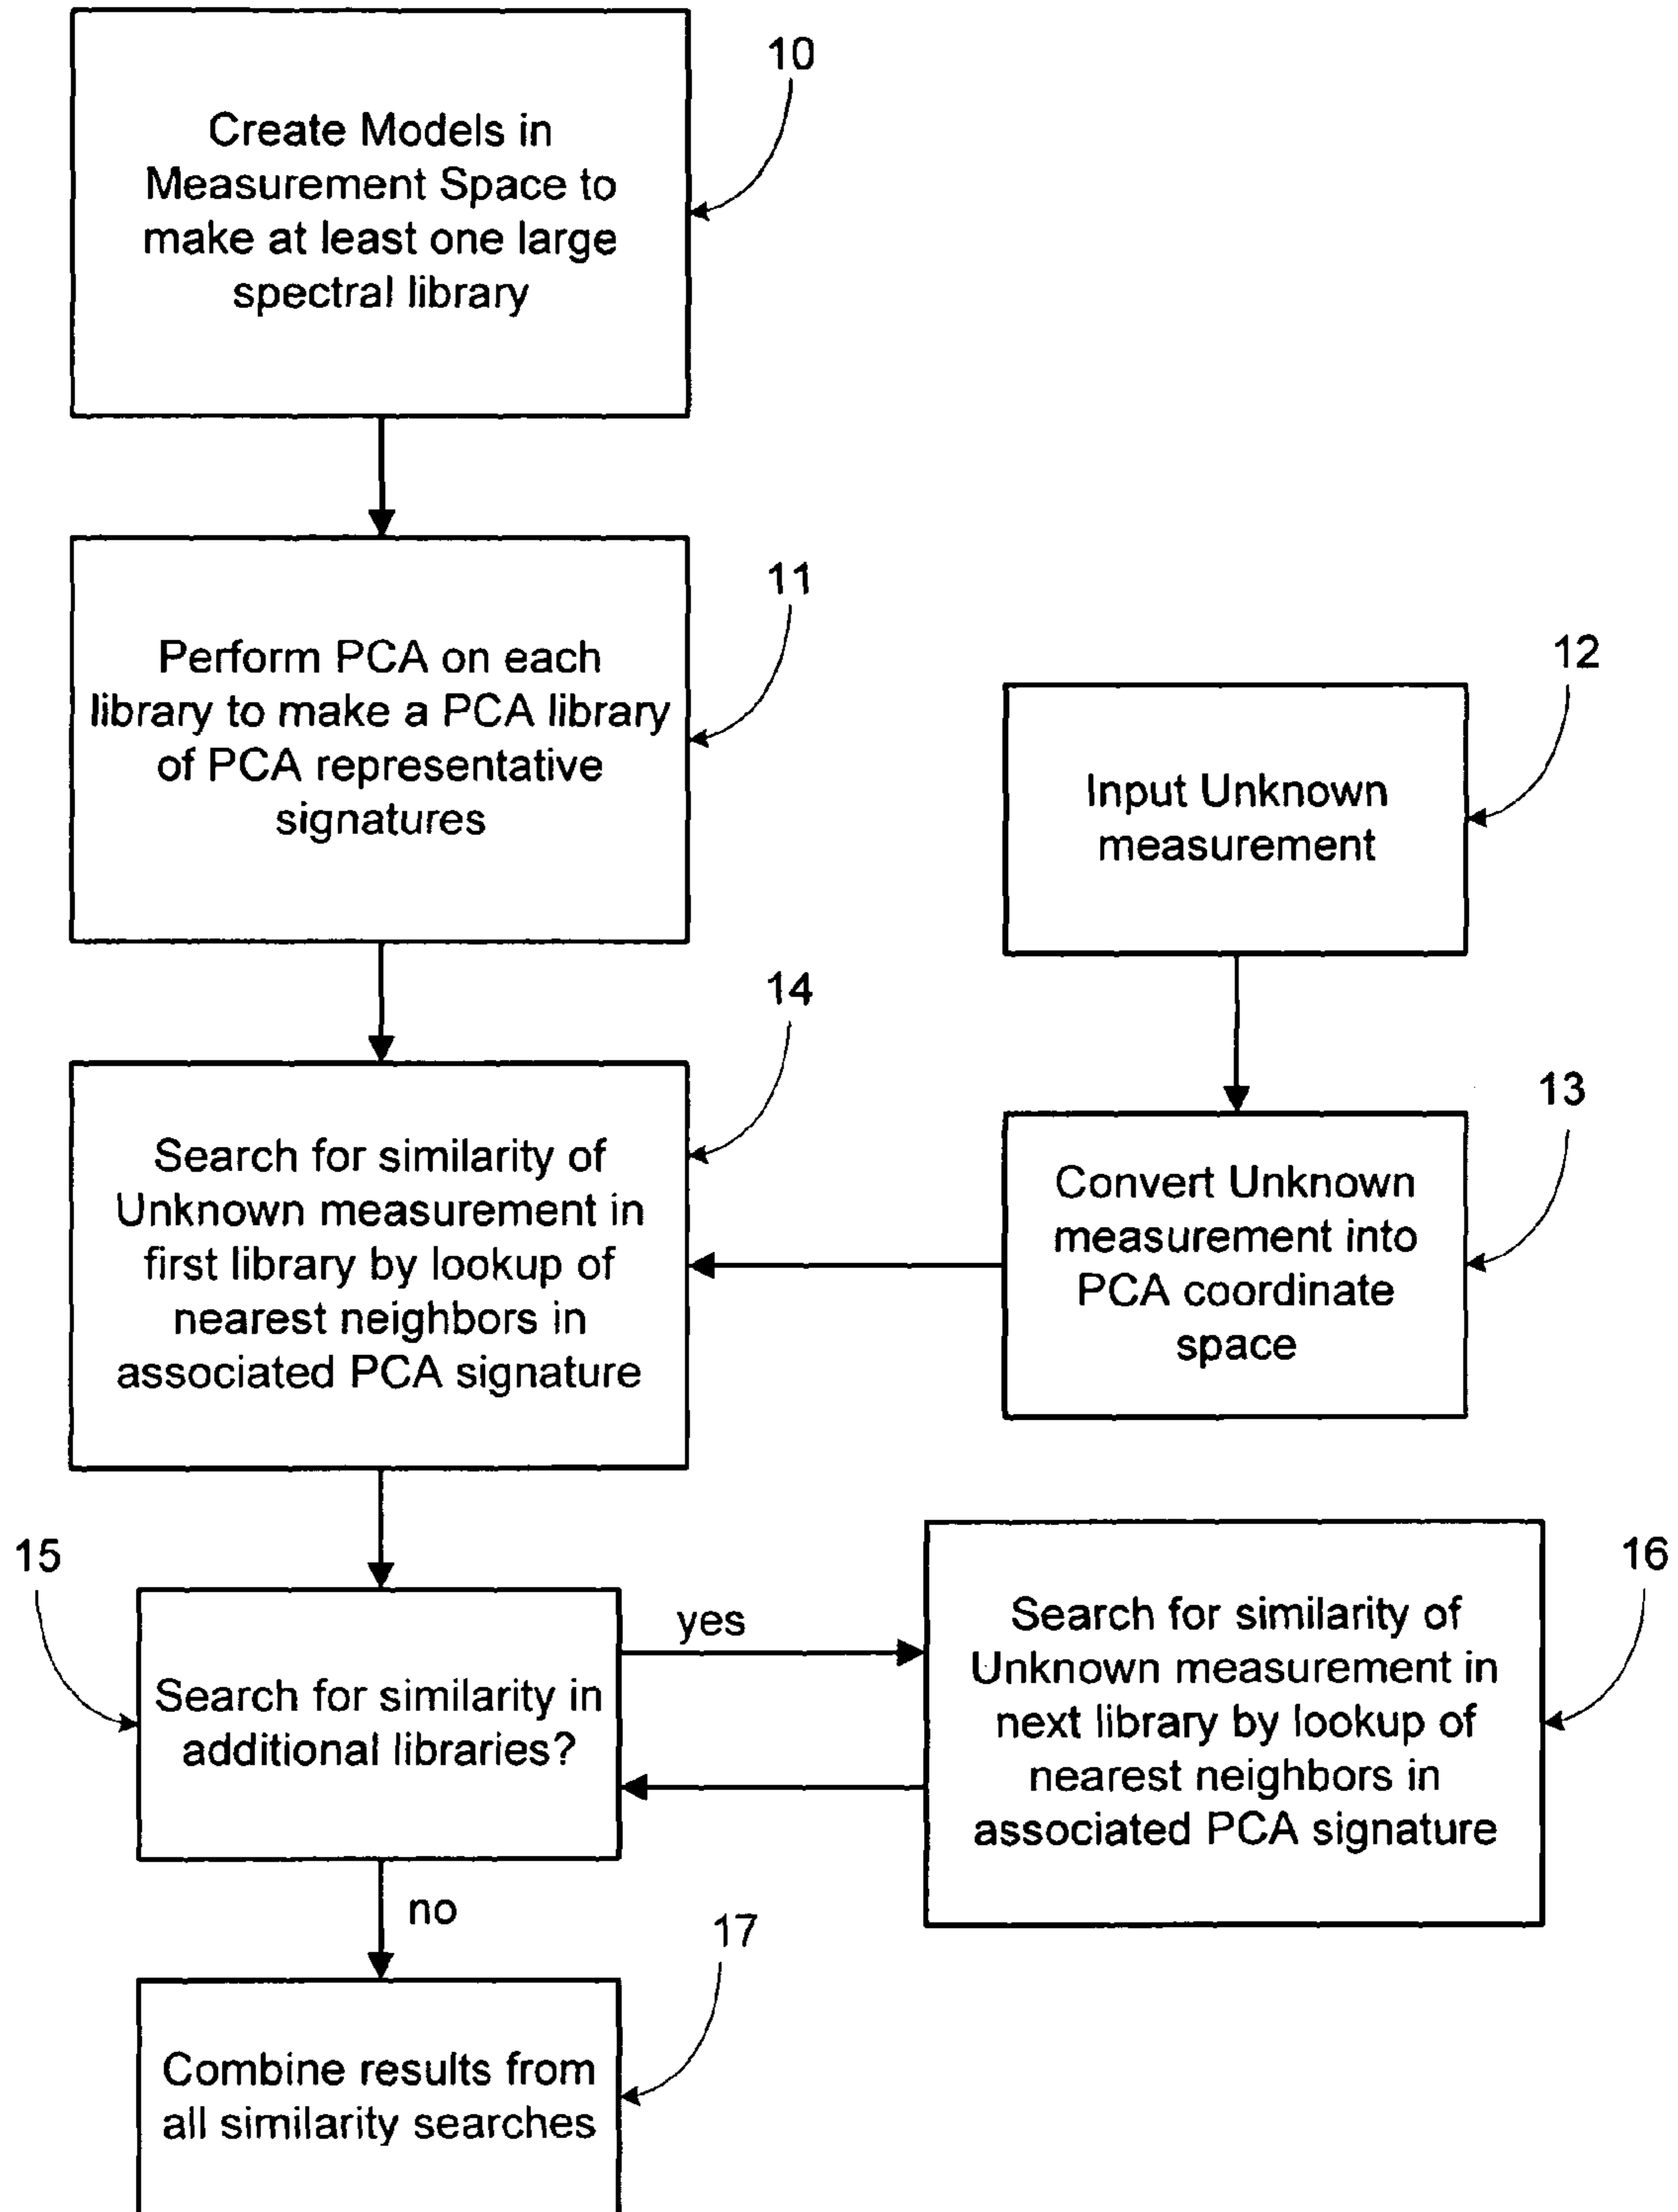 10
Create Models in
Measurement Space to
make at least one large
spectral library
11
Perform PCA on each
library to make a PCA library
of PCA representative
signatures
12
Input Unknown
measurement
14
13
Search for similarity of
Unknown measurement in
first library by lookup of
nearest neighbors in
associated PCA signature
Convert Unknown
measurement into
PCA coordinate
space
15
yes
16
Search for similarity in
additional libraries?
Search for similarity of
Unknown measurement in
next library by lookup of
nearest neighbors in
associated PCA signature
no
17
Combine results from
all similarity searches